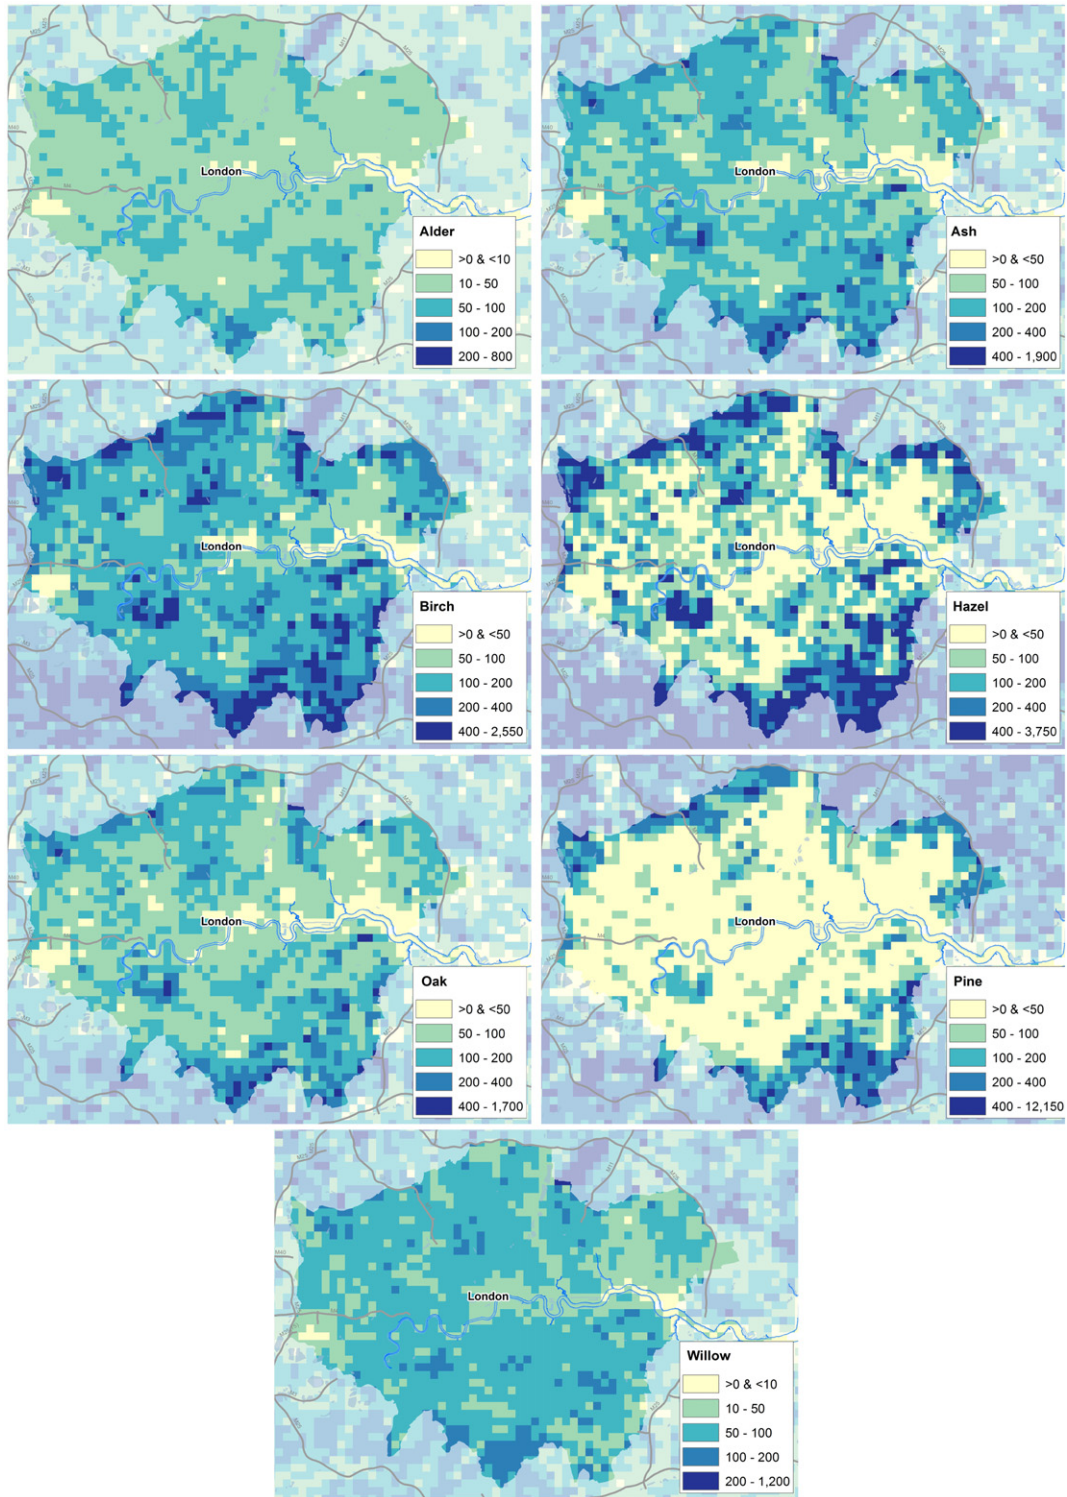 London
Alder
>0 & <10
10 - 50
50 - 100
100 - 200
200 - 800
London
Ash
>0 & <50
50 - 100
100 - 200
200 - 400
400 - 1,900
London
Birch
>0 & <50
50 - 100
100 - 200
200 - 400
400 - 2,550
London
Hazel
>0 & <50
50 - 100
100 - 200
200 - 400
400 - 3,750
London
Oak
>0 & <50
50 - 100
100 - 200
200 - 400
400 - 1,700
London
Pine
>0 & <50
50 - 100
100 - 200
200 - 400
400 - 12,150
London
Willow
>0 & <10
10 - 50
50 - 100
100 - 200
200 - 1,200